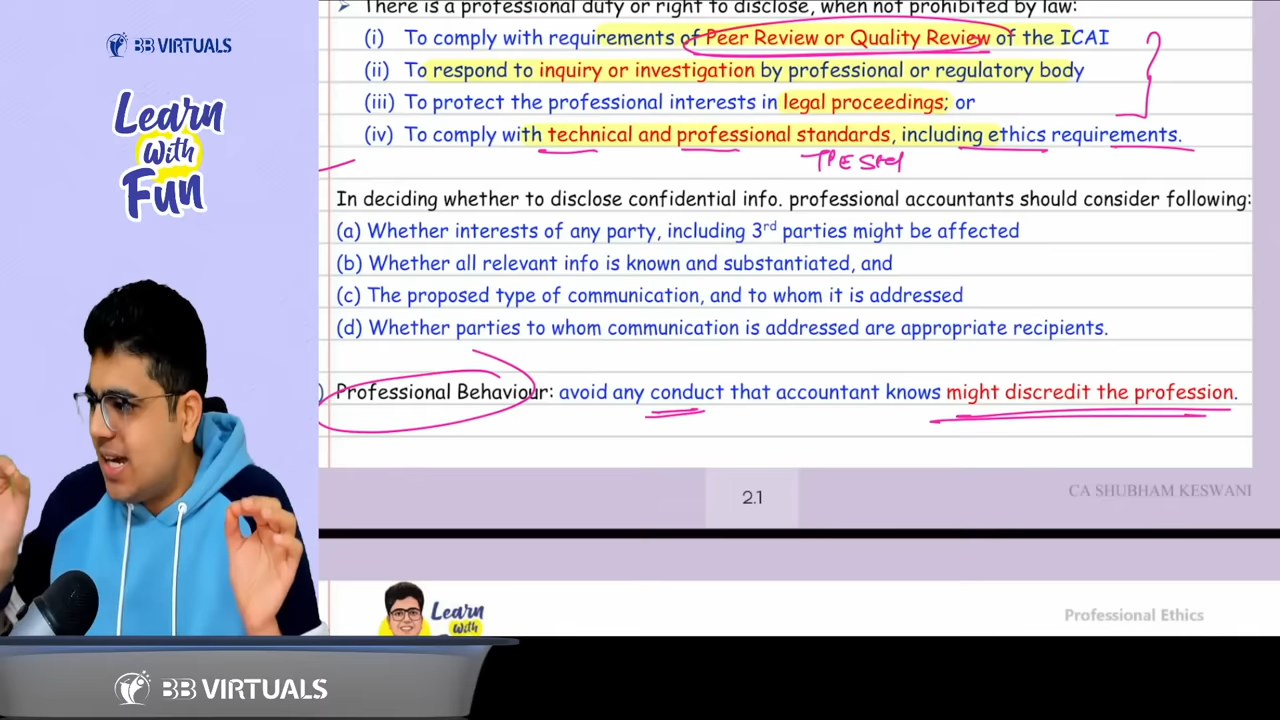 There is a professional duty or right to disclose, when not prohibited by law:
(i) To comply with requirements of Peer Review or Quality Review of the ICAI
(ii) To respond to inquiry or investigation by professional or regulatory body
(iii) To protect the professional interests in legal proceedings; or
(iv) To comply with technical and professional standards, including ethics requirements.
In deciding whether to disclose confidential info. professional accountants should consider following:
(a) Whether interests of any party, including 3rd parties might be affected
(b) Whether all relevant info is known and substantiated, and
(c) The proposed type of communication, and to whom it is addressed
(d) Whether parties to whom communication is addressed are appropriate recipients.
) Professional Behaviour: avoid any conduct that accountant knows might discredit the profession.
2.1
CA SHUBHAM KESWANI
Learn
With
Professional Ethics
BB VIRTUALS
Learn
With
Fun
BB VIRTUALS